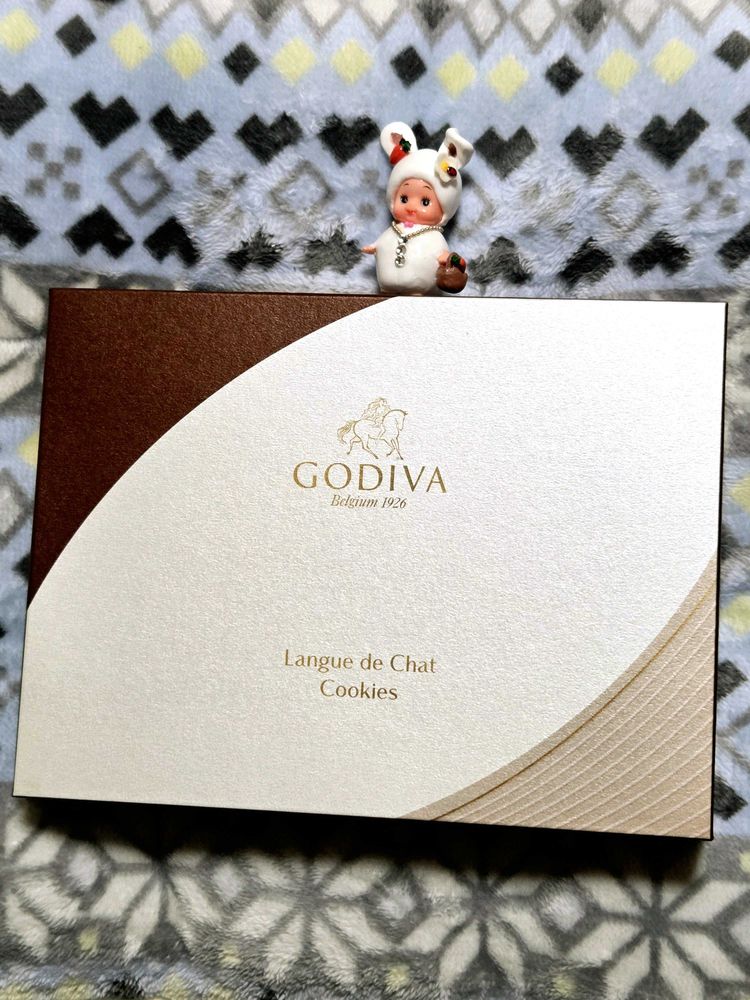 GODIVA
Belgium 1926
Langue de Chat
Cookies